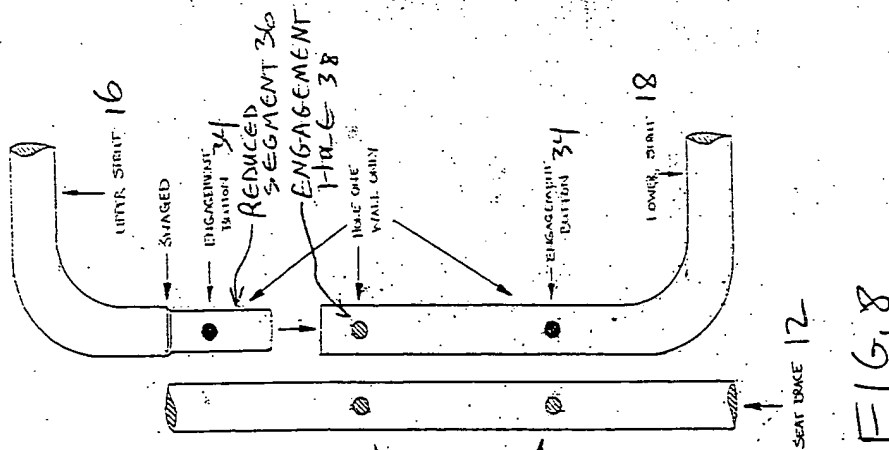 UPPER STRUT 16
SWAGED
ENGAGEMENT
BUTTON 34
REDUCED
SEGMENT 36
ENGAGEMENT
HOLE 38
HOLE ONE
WALL ONLY
ENGAGEMENT
BUTTON 34
LOWER STRUT 18
SEAT BRACE 12
FIG. 8